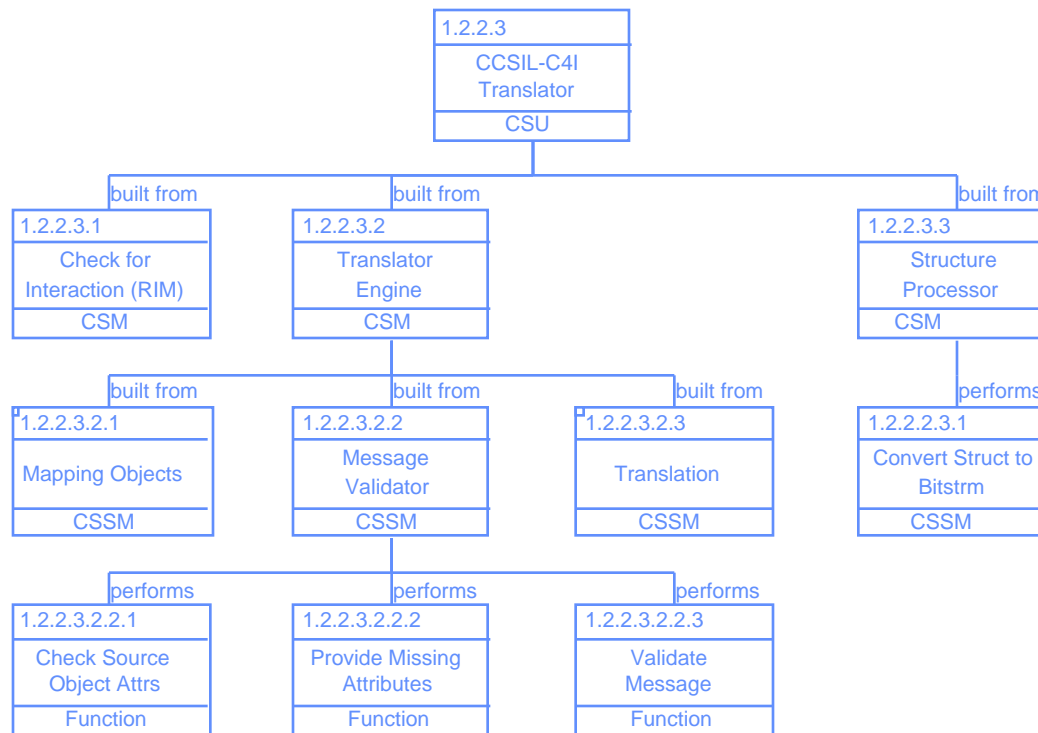 1.2.2.3
CCSIL-C4I
Translator
CSU
built from
built from
built from
1.2.2.3.1
Check for
Interaction (RIM)
CSM
1.2.2.3.2
Translator
Engine
CSM
1.2.2.3.3
Structure
Processor
CSM
built from
built from
built from
performs
1.2.2.3.2.1
Mapping Objects
CSSM
1.2.2.3.2.2
Message
Validator
CSSM
1.2.2.3.2.3
Translation
CSSM
1.2.2.2.3.1
Convert Struct to
Bitstrm
CSSM
performs
performs
performs
1.2.2.3.2.2.1
Check Source
Object Attrs
Function
1.2.2.3.2.2.2
Provide Missing
Attributes
Function
1.2.2.3.2.2.3
Validate
Message
Function